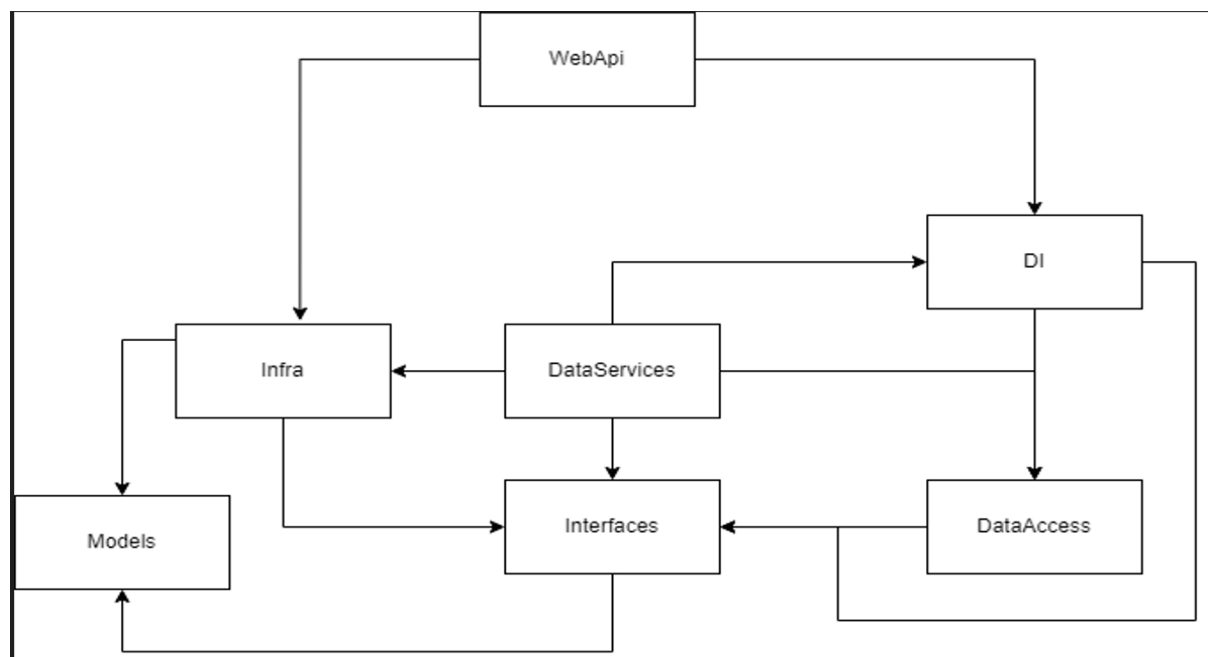 WebApi
DI
Infra
DataServices
Models
Interfaces
DataAccess